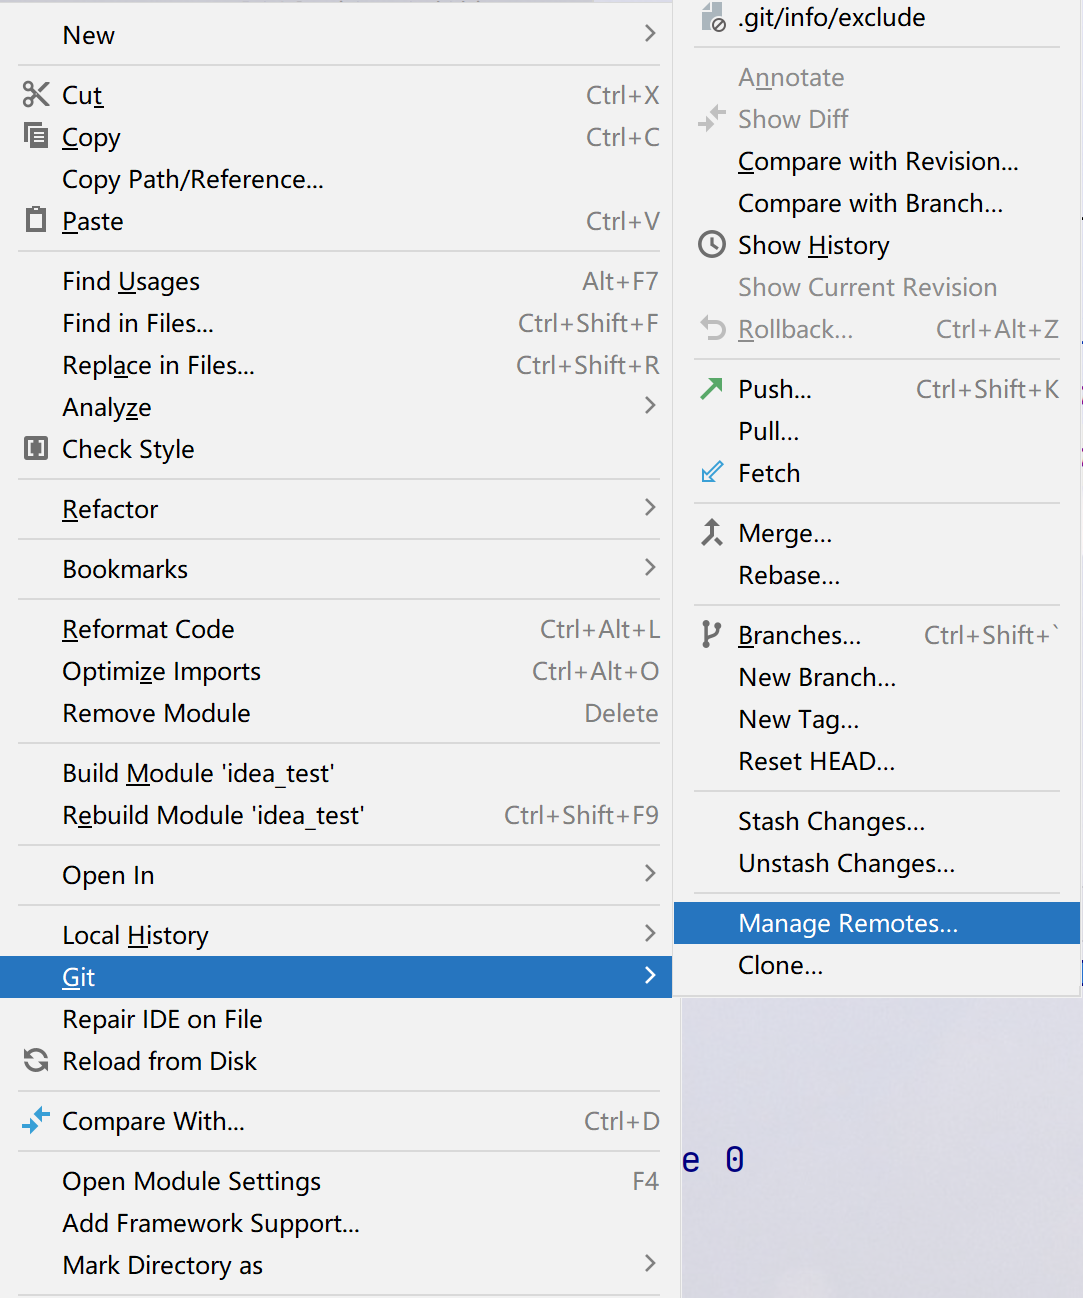 New
Cut Ctrl+X
Copy Ctrl+C
Copy Path/Reference...
Paste Ctrl+V
Find Usages Alt+F7
Find in Files... Ctrl+Shift+F
Replace in Files... Ctrl+Shift+R
Analyze
Check Style
Refactor
Bookmarks
Reformat Code Ctrl+Alt+L
Optimize Imports Ctrl+Alt+O
Remove Module Delete
Build Module 'idea_test'
Rebuild Module 'idea_test' Ctrl+Shift+F9
Open In
Local History
Git
Repair IDE on File
Reload from Disk
Compare With... Ctrl+D
Open Module Settings F4
Add Framework Support...
Mark Directory as
.git/info/exclude
Annotate
Show Diff
Compare with Revision...
Compare with Branch...
Show History
Show Current Revision
Rollback... Ctrl+Alt+Z
Push... Ctrl+Shift+K
Pull...
Fetch
Merge...
Rebase...
Branches... Ctrl+Shift+`
New Branch...
New Tag...
Reset HEAD...
Stash Changes...
Unstash Changes...
Manage Remotes...
Clone...
e 0